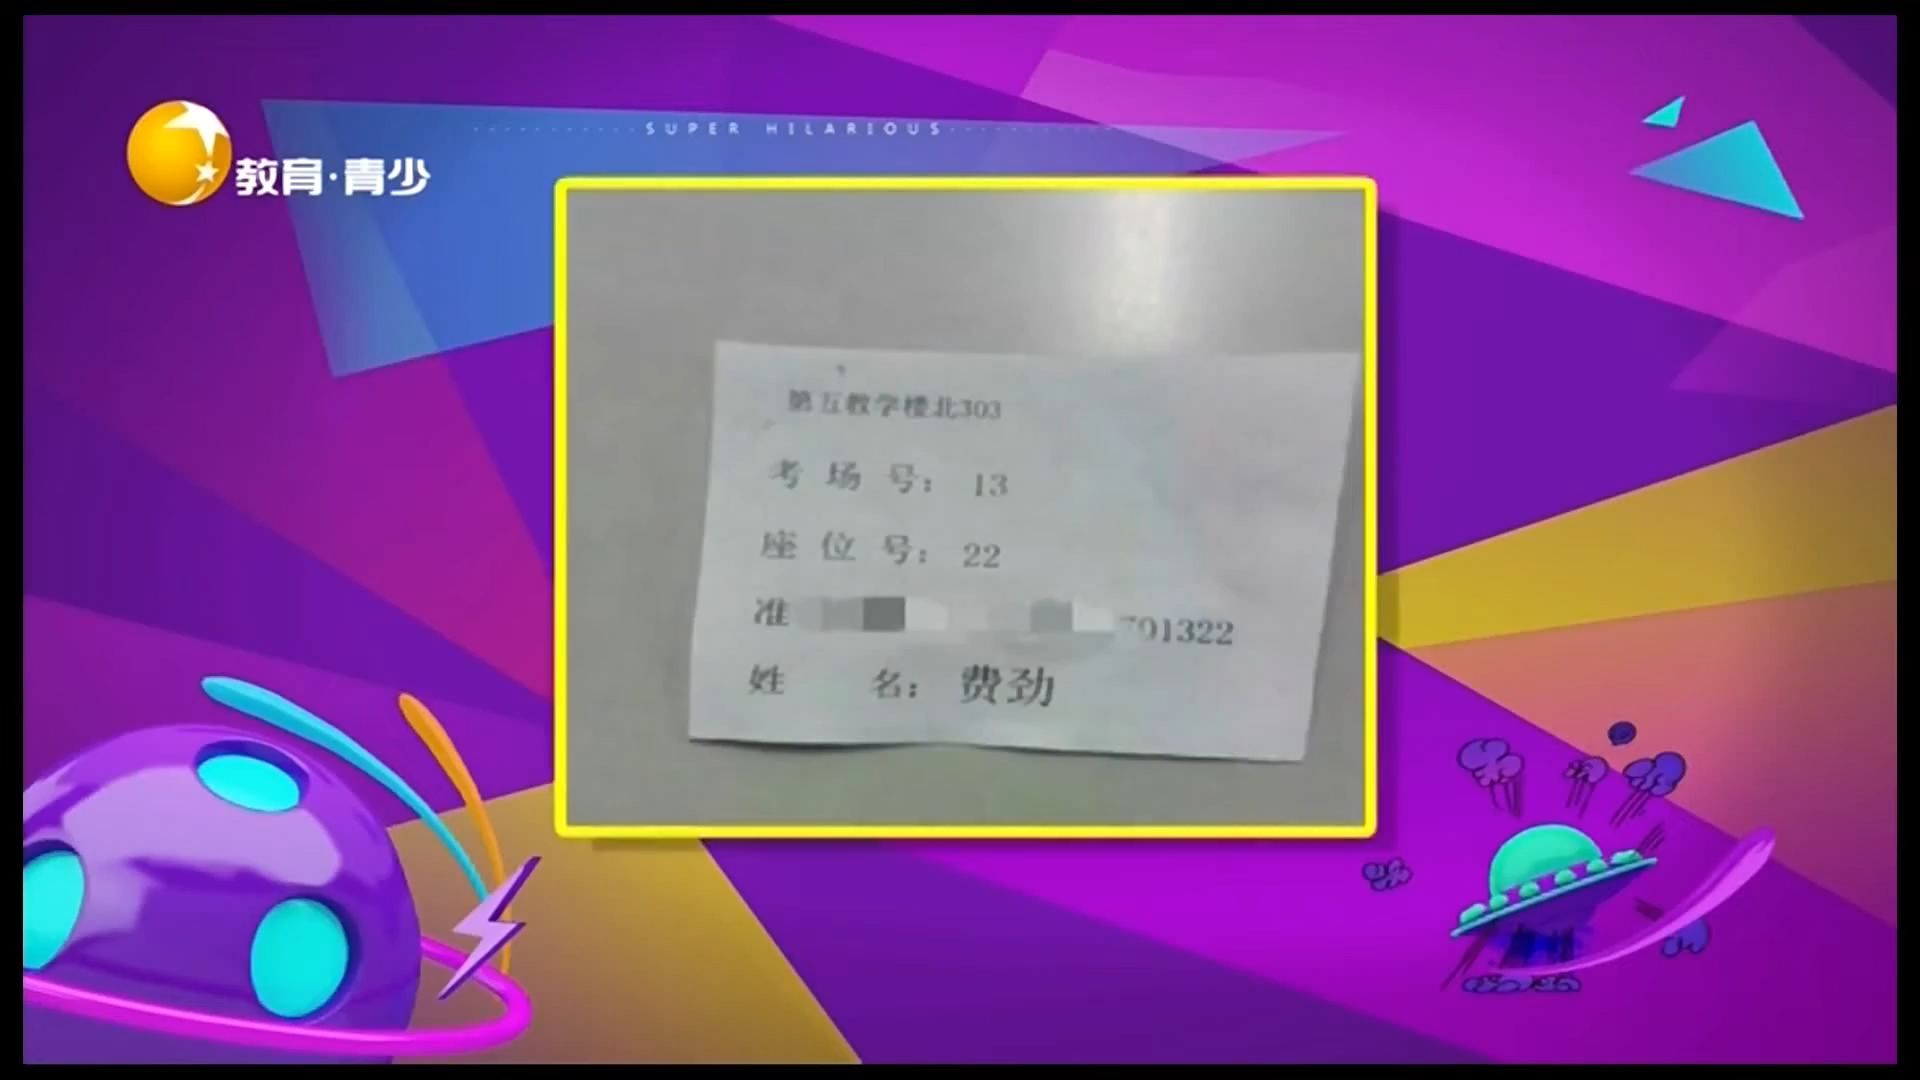 SUPER HILARIOUS
教育·青少
第五教学楼北303
考 场 号： 13
座 位 号： 22
准 701322
姓 名： 费劲